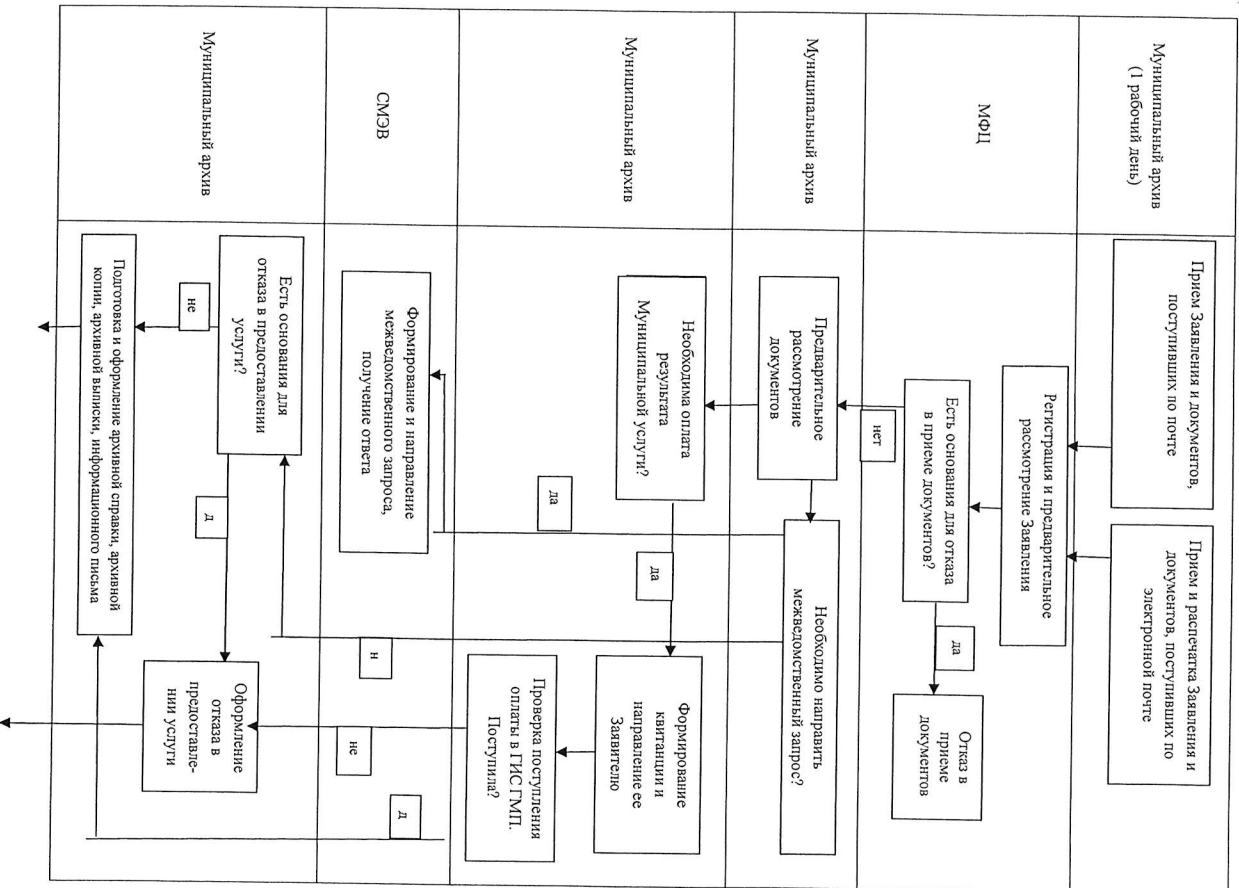 Муниципальный архив
(1 рабочий день)
Прием Заявления и документов,
поступивших по почте
Прием и распечатка Заявления и
документов, поступивших по
электронной почте
МФЦ
Регистрация и предварительное
рассмотрение Заявления
Есть основания для отказа
в приеме документов?
нет
да
Отказ в
приеме
документов
Муниципальный архив
Предварительное
рассмотрение
документов
Необходимо направить
межведомственный запрос?
Муниципальный архив
Необходима оплата
результата
Муниципальной услуги?
да
да
Формирование
квитанции и
направление ее
Заявителю
Проверка поступления
оплаты в ГИС ГМП.
Поступила?
СМЭВ
Формирование и направление
межведомственного запроса,
получение ответа
н
не
д
Муниципальный архив
Есть основания для
отказа в предоставлении
услуги?
не
д
Оформление
отказа в
предоставле-
нии услуги
Подготовка и оформление архивной справки, архивной
копии, архивной выписки, информационного письма